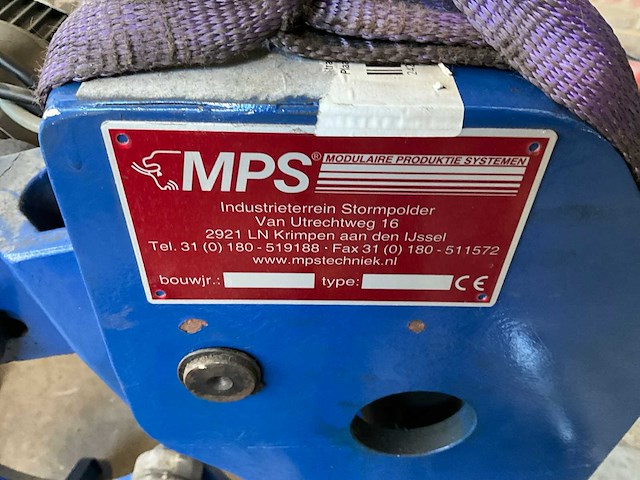 MPS® MODULAIRE PRODUKTIE SYSTEMEN
Industrieterrein Stormpolder
Van Utrechtweg 16
2921 LN Krimpen aan den IJssel
Tel. 31 (0) 180 - 519188 · Fax 31 (0) 180 - 511572
www.mpstechniek.nl
bouwjr.: type: CE